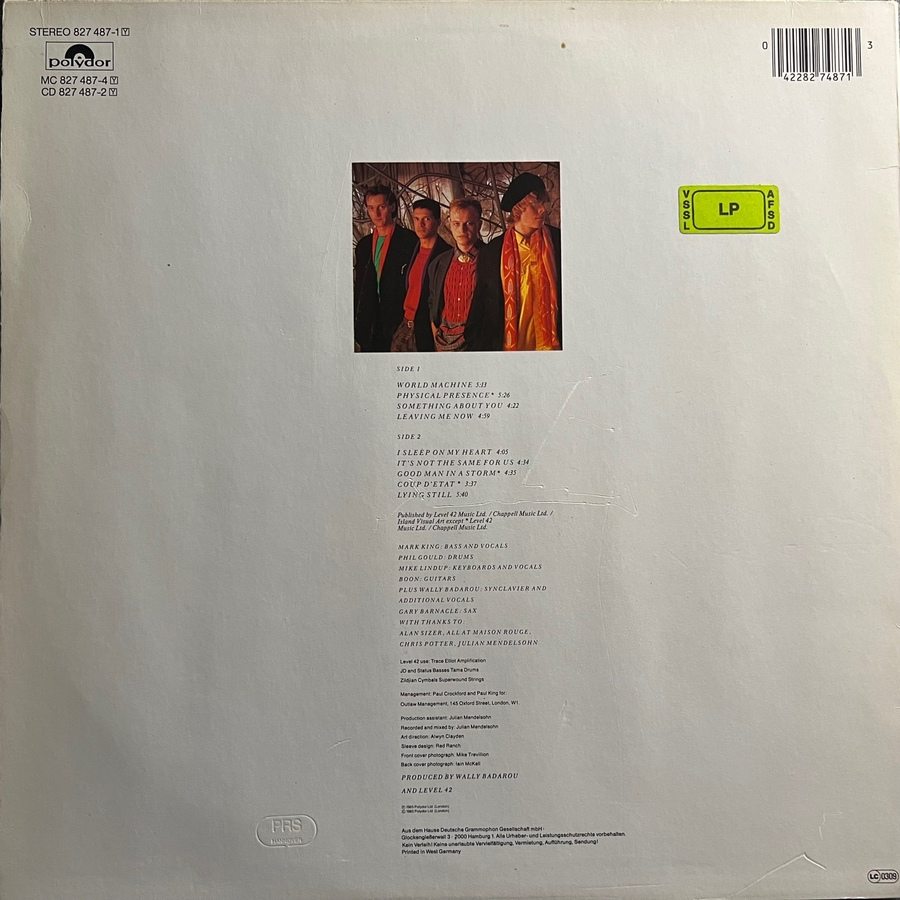 STEREO 827 487-1 Y
polydor
MC 827 487-4 Y
CD 827 487-2 Y
0 42282 74871 3
VSSL
LP
AFSD
SIDE 1
WORLD MACHINE 5:13
PHYSICAL PRESENCE* 5:26
SOMETHING ABOUT YOU 4:22
LEAVING ME NOW 4:59
SIDE 2
I SLEEP ON MY HEART 4:05
IT'S NOT THE SAME FOR US 4:34
GOOD MAN IN A STORM* 4:35
COUP D'ETAT * 3:37
LYING STILL 5:40
Published by Level 42 Music Ltd. / Chappell Music Ltd. /
Island Visual Art except * Level 42
Music Ltd. / Chappell Music Ltd.
MARK KING: BASS AND VOCALS
PHIL GOULD: DRUMS
MIKE LINDUP: KEYBOARDS AND VOCALS
BOON: GUITARS
PLUS WALLY BADAROU: SYNCLAVIER AND
ADDITIONAL VOCALS
GARY BARNACLE: SAX
WITH THANKS TO:
ALAN SIZER, ALL AT MAISON ROUGE,
CHRIS POTTER, JULIAN MENDELSOHN
Level 42 use: Trace Elliot Amplification
JD and Status Basses Tama Drums
Zildjian Cymbals Superwound Strings
Management: Paul Crockford and Paul King for:
Outlaw Management, 145 Oxford Street, London, W1.
Production assistant: Julian Mendelsohn
Recorded and mixed by: Julian Mendelsohn
Art direction: Alwyn Clayden
Sleeve design: Red Ranch
Front cover photograph: Mike Trevillion
Back cover photograph: Iain McKell
PRODUCED BY WALLY BADAROU
AND LEVEL 42
℗ 1985 Polydor Ltd. (London)
© 1985 Polydor Ltd. (London)
Aus dem Hause Deutsche Grammophon Gesellschaft mbH ·
Glockengießerwall 3 · 2000 Hamburg 1. Alle Urheber- und Leistungsschutzrechte vorbehalten.
Kein Verleih! Keine unerlaubte Vervielfältigung, Vermietung, Aufführung, Sendung!
Printed in West Germany
PRS
HANNOVER
LC 0309